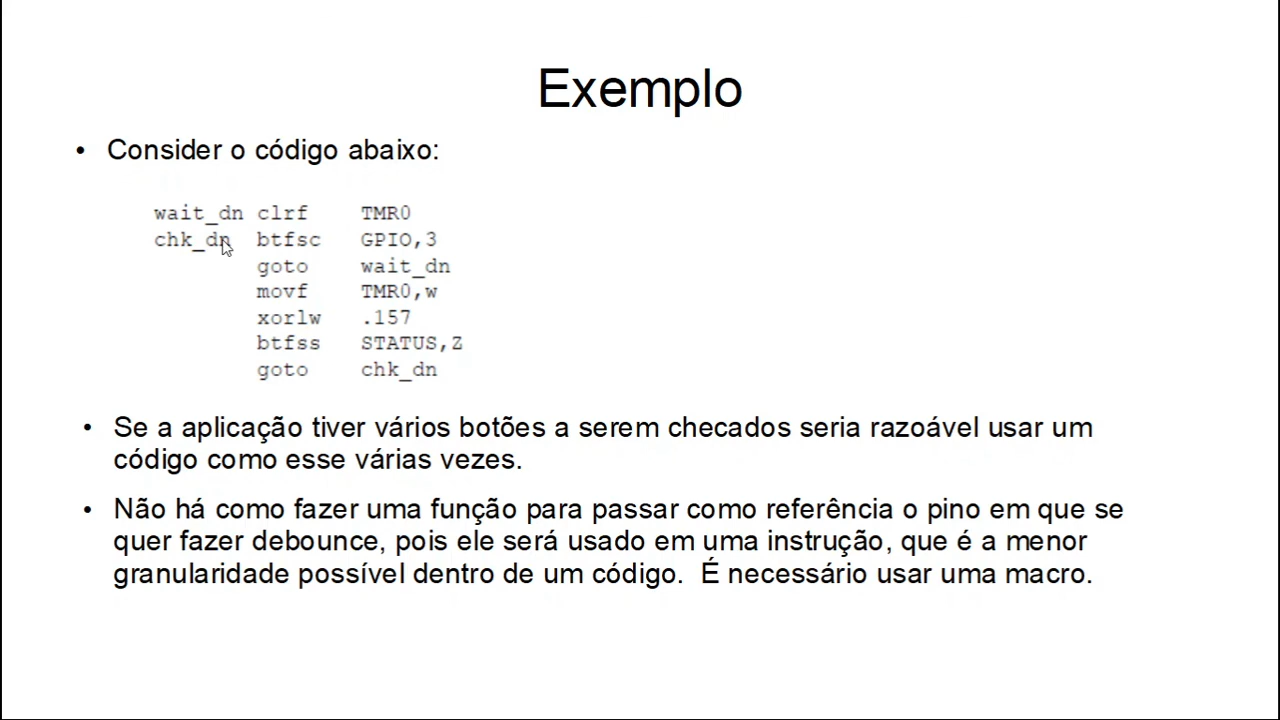 Exemplo
• Consider o código abaixo:
wait_dn clrf TMR0
chk_dn btfsc GPIO,3
goto wait_dn
movf TMR0,w
xorlw .157
btfss STATUS,Z
goto chk_dn
• Se a aplicação tiver vários botões a serem checados seria razoável usar um
código como esse várias vezes.
• Não há como fazer uma função para passar como referência o pino em que se
quer fazer debounce, pois ele será usado em uma instrução, que é a menor
granularidade possível dentro de um código. É necessário usar uma macro.